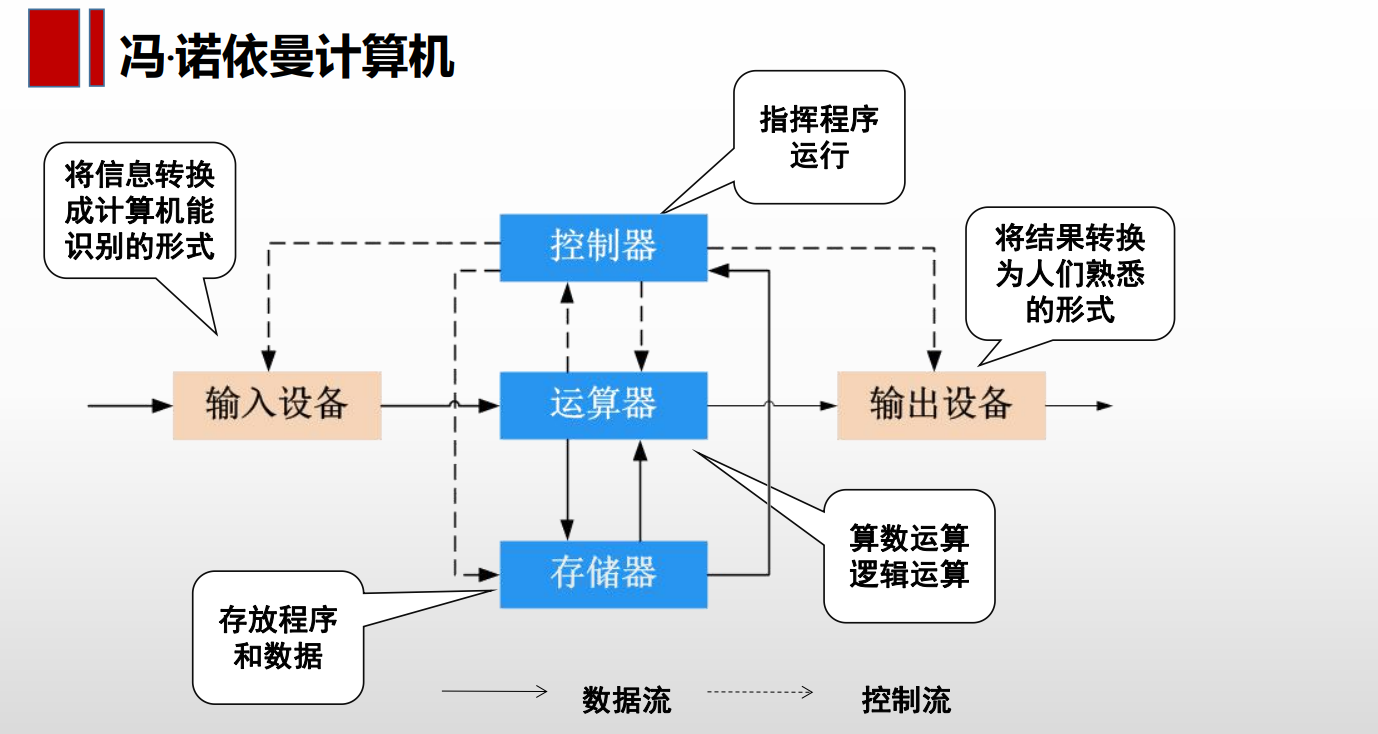 冯·诺依曼计算机
指挥程序
运行
将信息转换
成计算机能
识别的形式
将结果转换
为人们熟悉
的形式
控制器
输入设备
运算器
输出设备
算数运算
逻辑运算
存储器
存放程序
和数据
数据流
控制流